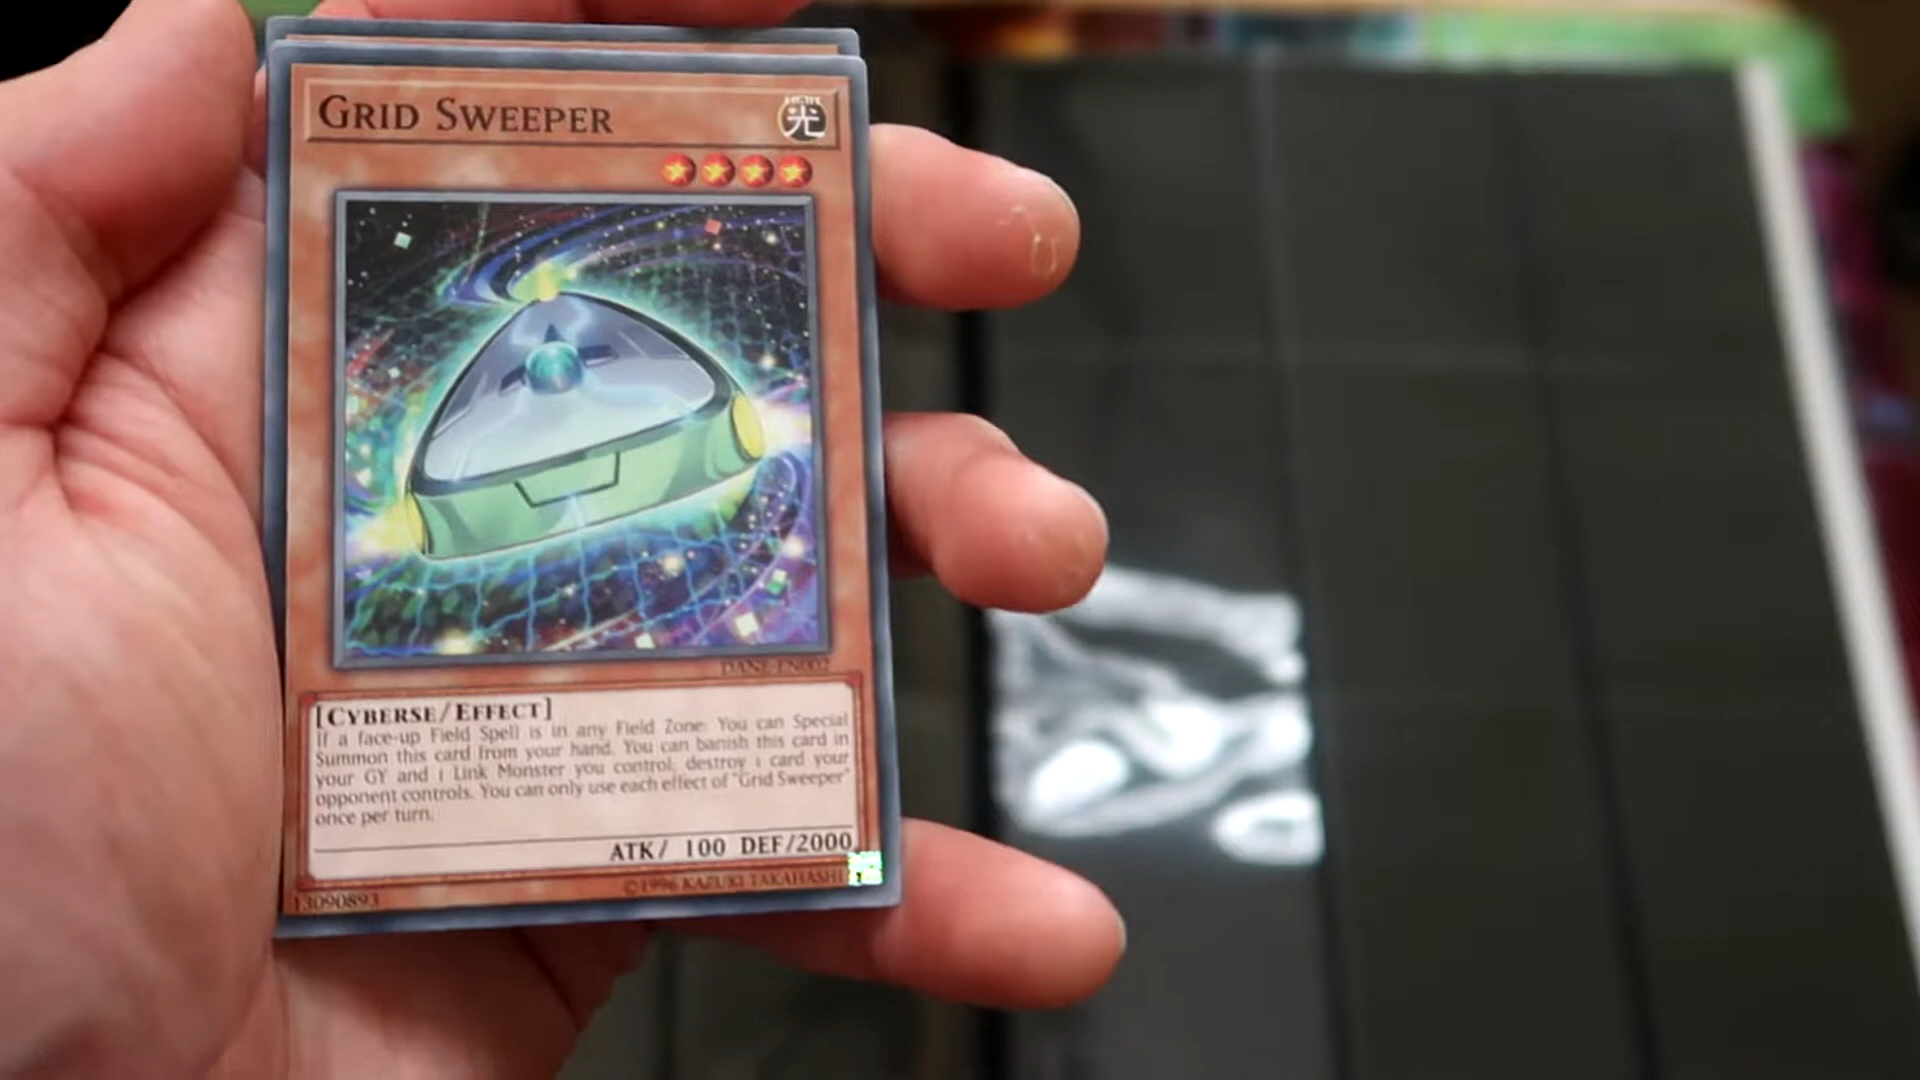 GRID SWEEPER
LIGHT
光
DANE-EN002
[CYBERSE/EFFECT]
If a face-up Field Spell is in any Field Zone: You can Special
Summon this card from your hand. You can banish this card in
your GY and 1 Link Monster you control; destroy 1 card your
opponent controls. You can only use each effect of "Grid Sweeper"
once per turn.
ATK/ 100 DEF/2000
13090893
©1996 KAZUKI TAKAHASHI